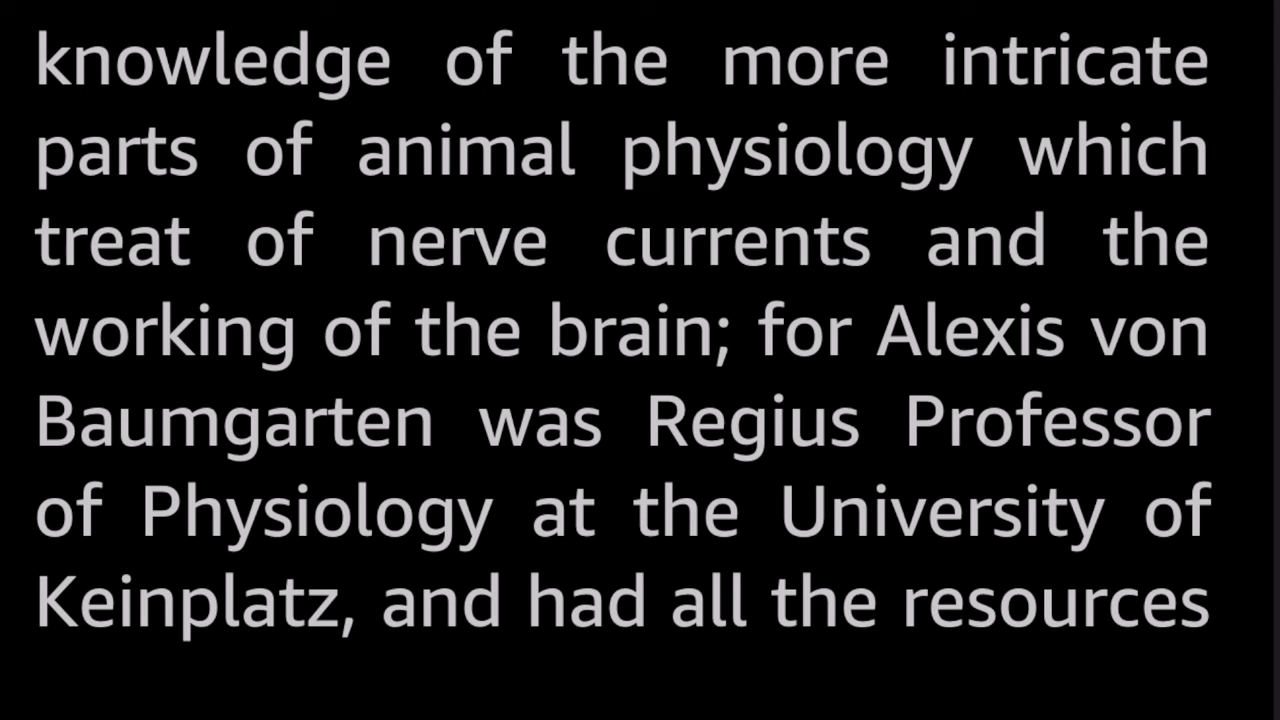 knowledge of the more intricate
parts of animal physiology which
treat of nerve currents and the
working of the brain; for Alexis von
Baumgarten was Regius Professor
of Physiology at the University of
Keinplatz, and had all the resources